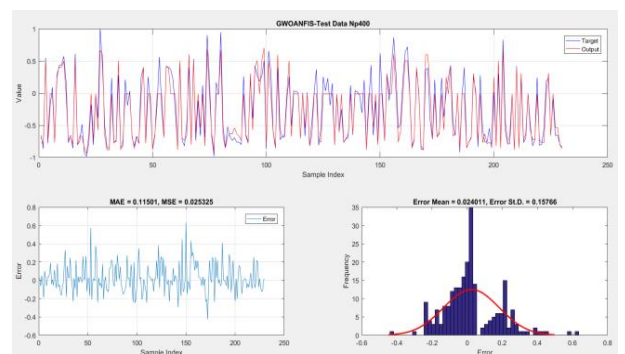 GWOANFIS-Test Data Np400
Target
Output
Value
1
0.5
0
-0.5
-1
0 50 100 150 200 250
Sample Index
MAE = 0.11501, MSE = 0.025325
Error
Error
0.8
0.6
0.4
0.2
0
-0.2
-0.4
-0.6
0 50 100 150 200 250
Sample Index
Error Mean = 0.024011, Error St.D. = 0.15766
Frequency
35
30
25
20
15
10
5
0
-0.6 -0.4 -0.2 0 0.2 0.4 0.6 0.8
Error